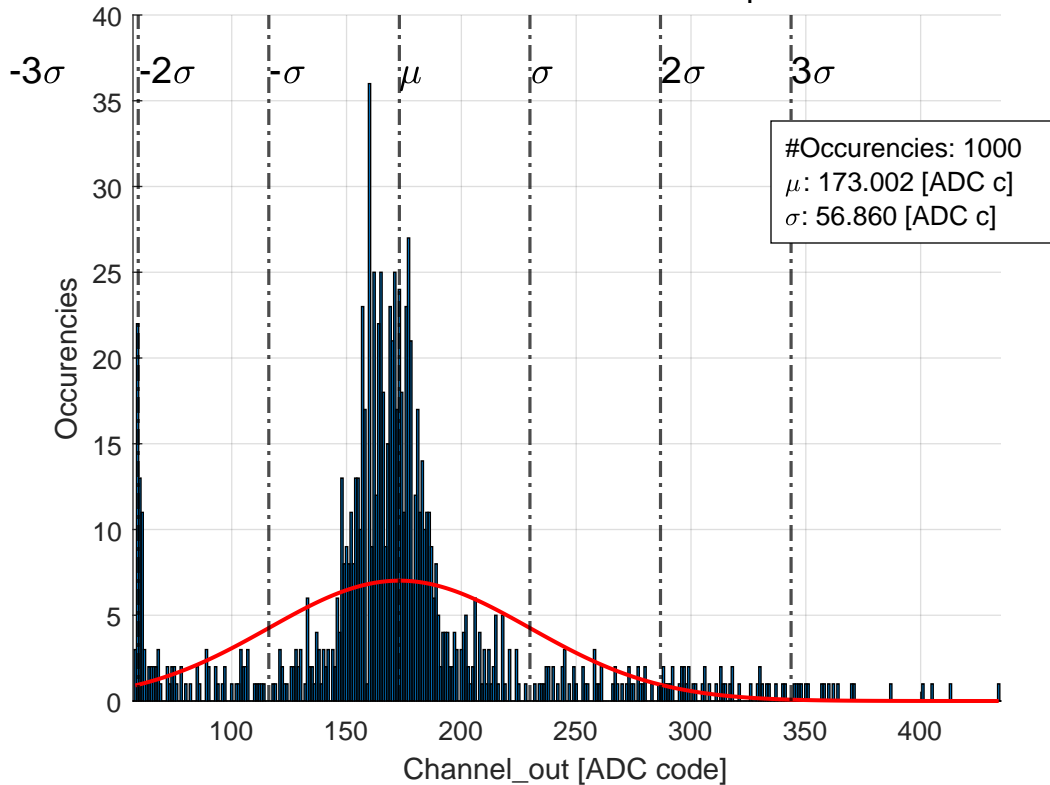 40
-3σ -2σ -σ μ σ 2σ 3σ
35
#Occurencies: 1000
μ: 173.002 [ADC c]
σ: 56.860 [ADC c]
30
25
20
15
10
5
0
Occurencies
100 150 200 250 300 350 400
Channel_out [ADC code]